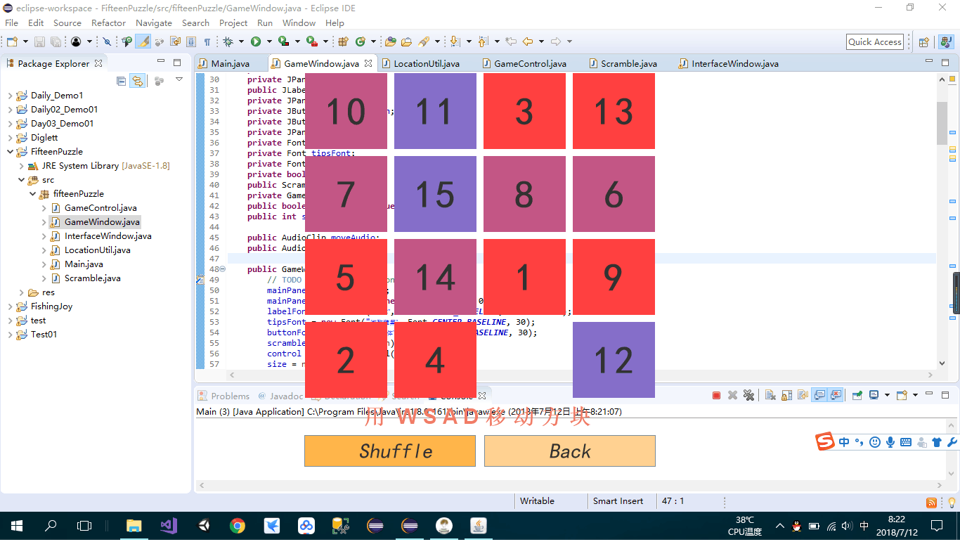 eclipse-workspace - FifteenPuzzle/src/fifteenPuzzle/GameWindow.java - Eclipse IDE
File Edit Source Refactor Navigate Search Project Run Window Help
Quick Access
Package Explorer
Main.java GameWindow.java LocationUtil.java GameControl.java Scramble.java InterfaceWindow.java
Daily_Demo1
Daily02_Demo01
Day03_Demo01
Diglett
FifteenPuzzle
JRE System Library [JavaSE-1.8]
src
fifteenPuzzle
GameControl.java
GameWindow.java
InterfaceWindow.java
LocationUtil.java
Main.java
Scramble.java
res
FishingJoy
test
Test01
30 private JPan
31 public JLabe
32 private JPan
33 private JButt
34 private JButt
35 private JPan
36 private Font
37 private Font tipsFont;
38 private Font
39 private bool
40 public Scram
41 private Game
42 public boole
43 public int s
44
45 public AudioClip moveAudio;
46 public Audio
47
48 public GameW
49 // TODO
50 mainPane
51 mainPane
52 labelFon
53 tipsFont = new Font(" Font.CENTER_BASELINE, 30);
54 buttonFo BASELINE, 30);
55 scramble
56 control
57 size = n
10 11 3 13
7 15 8 6
5 14 1 9
2 4 12
Problems Javadoc Declaration Console
Main (3) [Java Application] C:\Program Files\Java\jre1.8.0_161\bin\javaw.exe (2018年7月12日 上午8:21:07)
用 W S A D 移动方块
Shuffle Back
中
Writable Smart Insert 47 : 1
38℃
CPU温度
中
8:22
2018/7/12